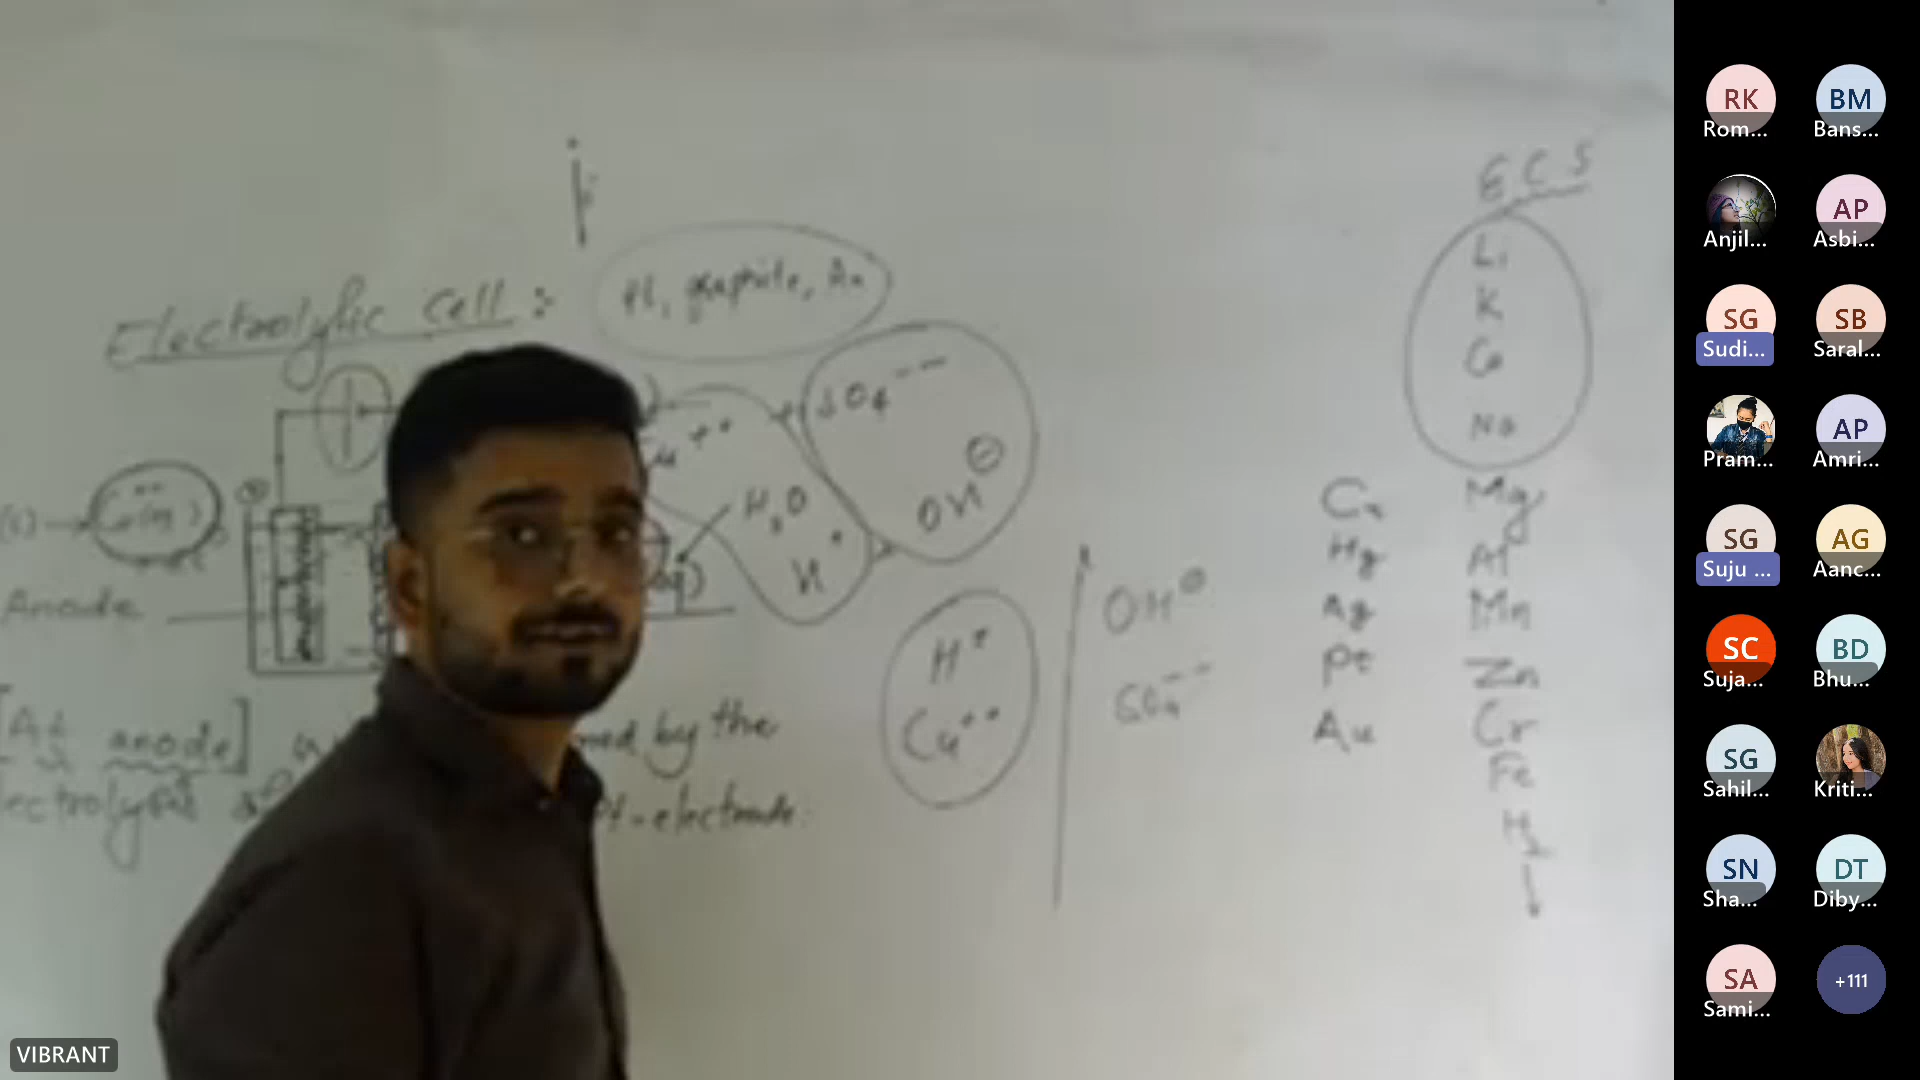 E C S
Electrolytic cell :
Pt, graphite, Au
Li
K
Ca
Na
SO4--
OH⊖
H2O
H+
Anode
H+
Cu++
OH⊖
SO4--
Cu
Hg
Ag
Pt
Au
Mg
Al
Mn
Zn
Cr
Fe
H
[At anode]
by the
Pt-electrode.
RK
Rom...
BM
Bans...
Anjil...
AP
Asbi...
SG
Sudi...
SB
Saral...
Pram...
AP
Amri...
SG
Suju ...
AG
Aanc...
SC
Suja...
BD
Bhu...
SG
Sahil...
Kriti...
SN
Sha...
DT
Diby...
SA
Sami...
+111
VIBRANT